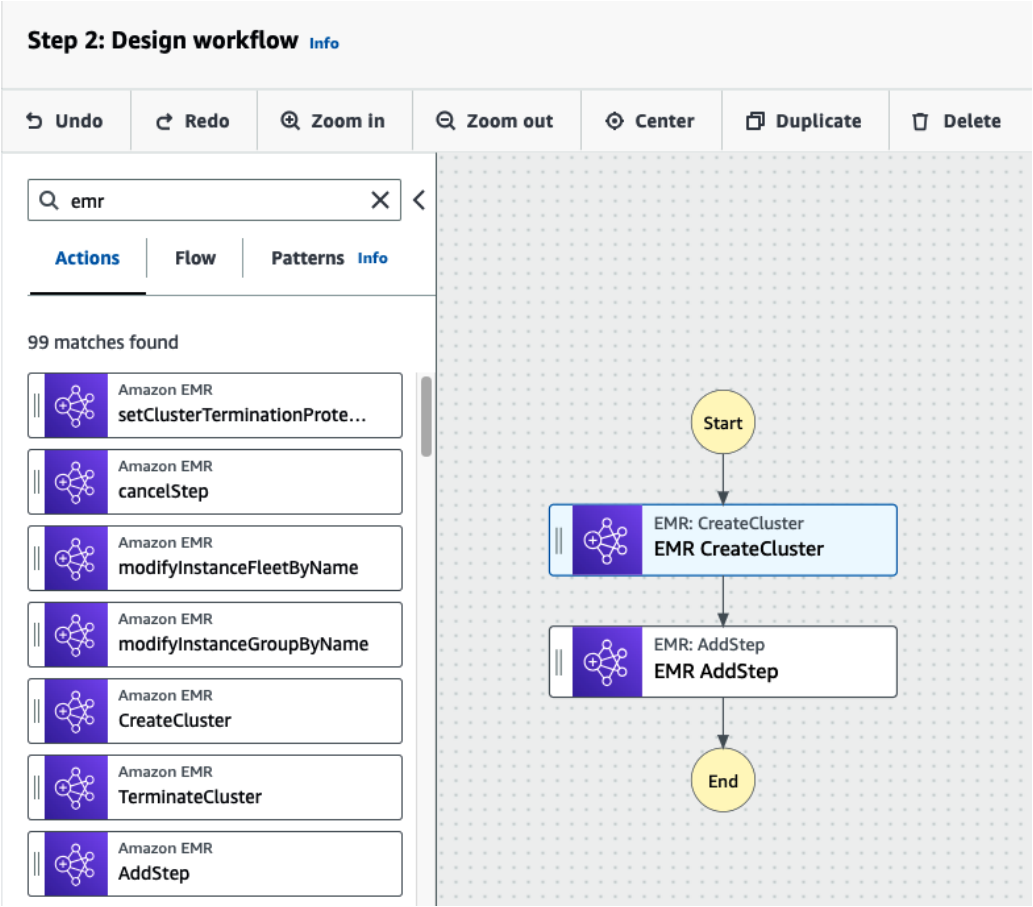 Step 2: Design workflow Info
Undo Redo Zoom in Zoom out Center Duplicate Delete
emr
Actions Flow Patterns Info
99 matches found
Amazon EMR
setClusterTerminationProte...
Amazon EMR
cancelStep
Amazon EMR
modifyInstanceFleetByName
Amazon EMR
modifyInstanceGroupByName
Amazon EMR
CreateCluster
Amazon EMR
TerminateCluster
Amazon EMR
AddStep
Start
EMR: CreateCluster
EMR CreateCluster
EMR: AddStep
EMR AddStep
End